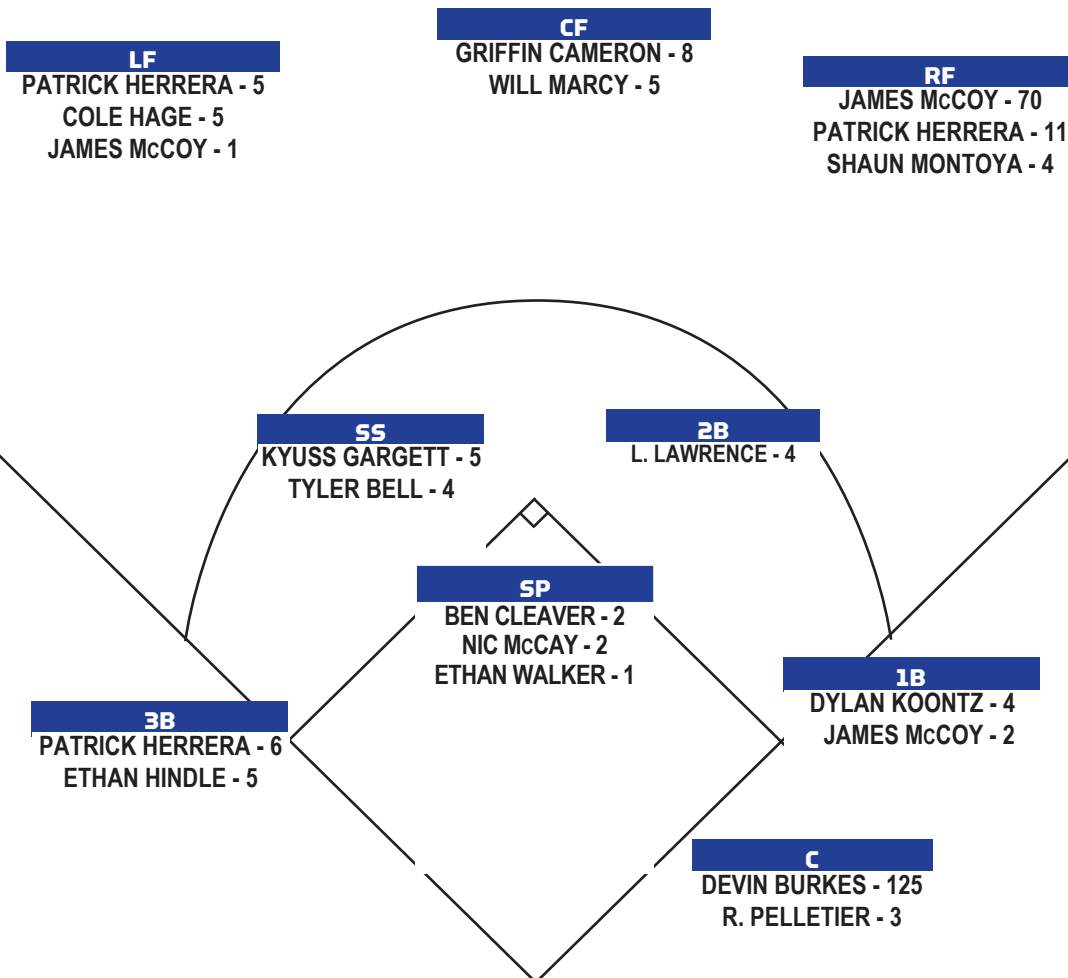 LF
PATRICK HERRERA - 5
COLE HAGE - 5
JAMES McCOY - 1
CF
GRIFFIN CAMERON - 8
WILL MARCY - 5
RF
JAMES McCOY - 70
PATRICK HERRERA - 11
SHAUN MONTOYA - 4
SS
KYUSS GARGETT - 5
TYLER BELL - 4
2B
L. LAWRENCE - 4
SP
BEN CLEAVER - 2
NIC McCAY - 2
ETHAN WALKER - 1
3B
PATRICK HERRERA - 6
ETHAN HINDLE - 5
1B
DYLAN KOONTZ - 4
JAMES McCOY - 2
C
DEVIN BURKES - 125
R. PELLETIER - 3